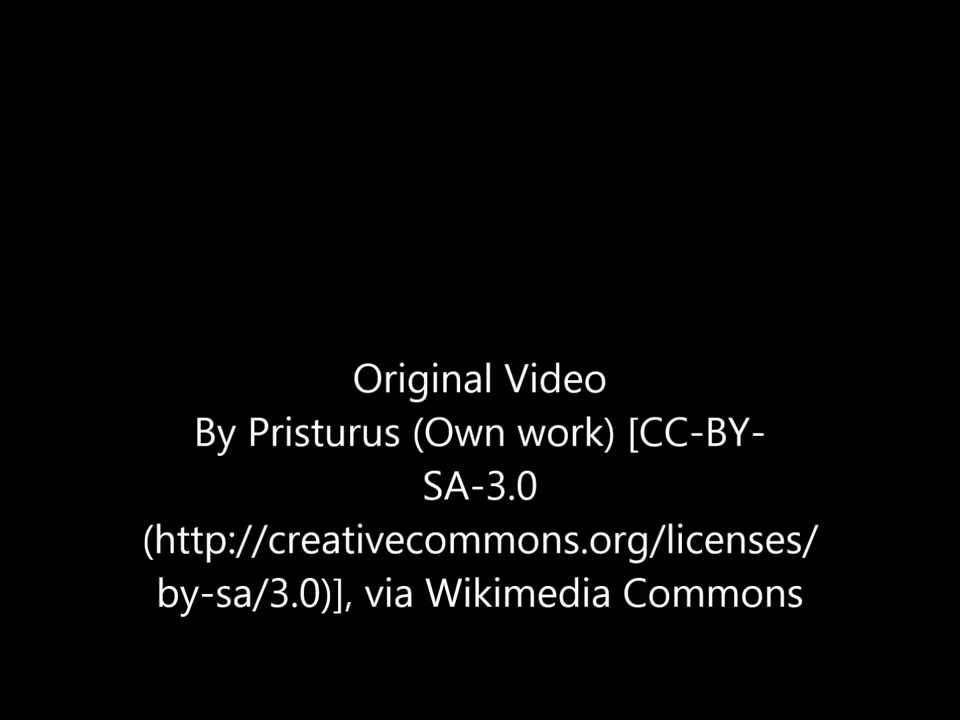 Original Video
By Pristurus (Own work) [CC-BY-
SA-3.0
(http://creativecommons.org/licenses/
by-sa/3.0)], via Wikimedia Commons